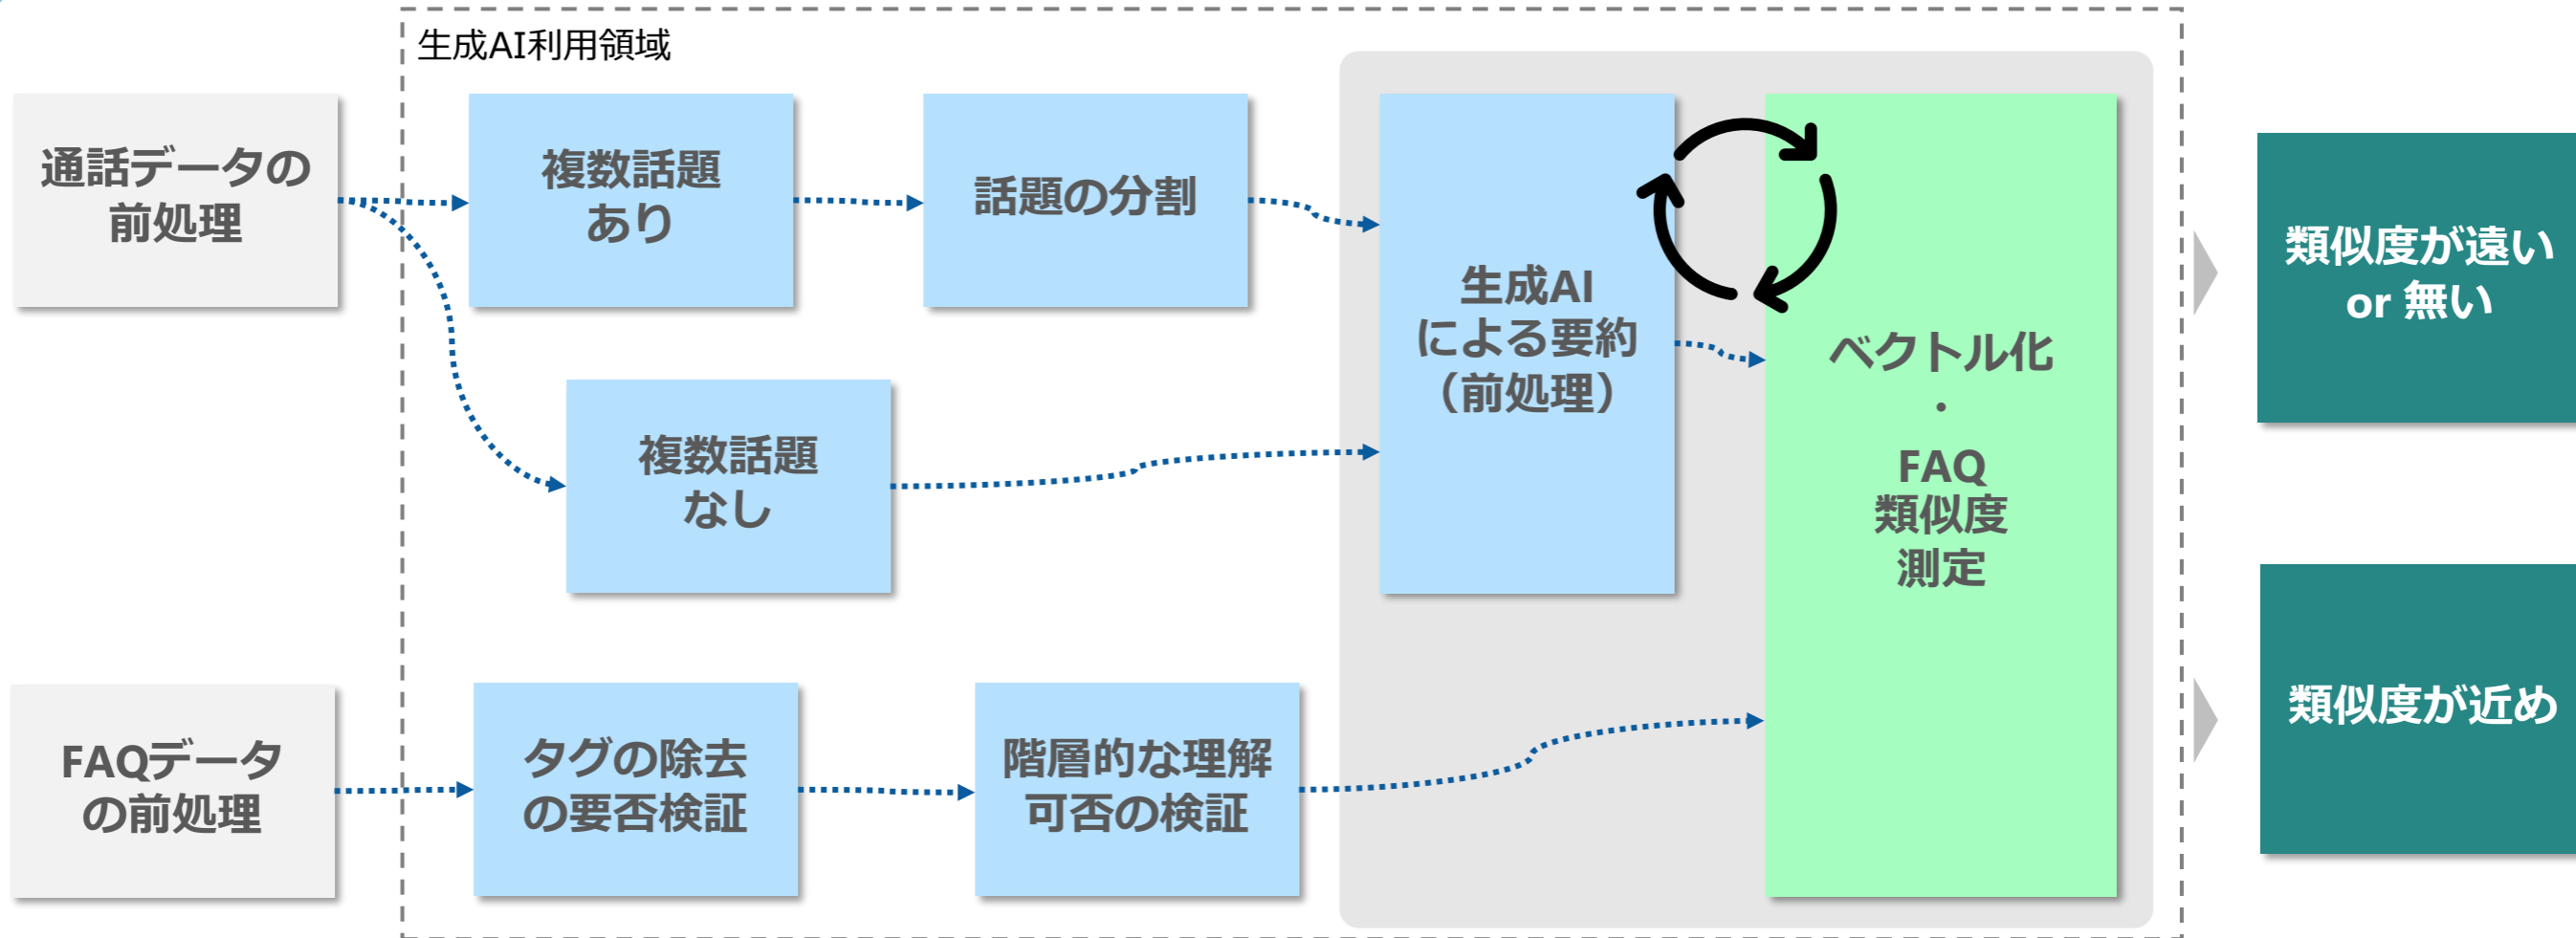 生成AI利用領域
通話データの
前処理
複数話題
あり
話題の分割
複数話題
なし
生成AI
による要約
（前処理）
ベクトル化
・
FAQ
類似度
測定
類似度が遠い
or 無い
FAQデータ
の前処理
タグの除去
の要否検証
階層的な理解
可否の検証
類似度が近め